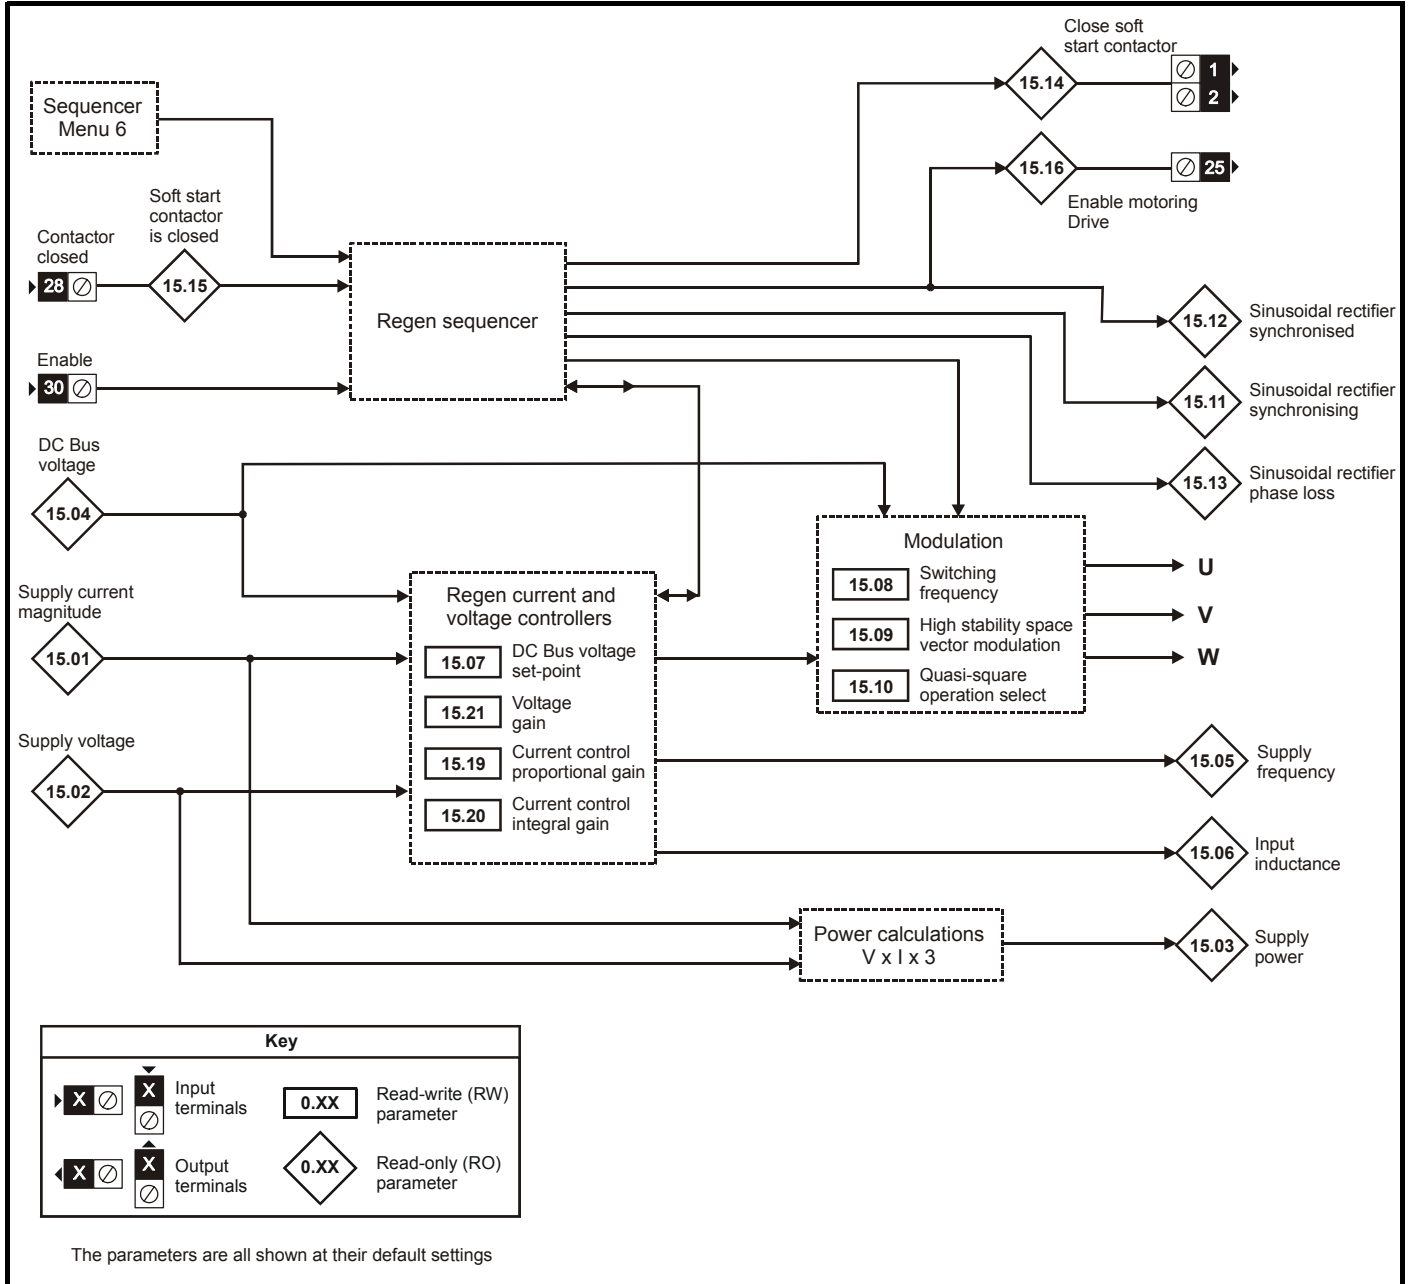 Close soft
start contactor
15.14
1
2
Sequencer
Menu 6
15.16
25
Enable motoring
Drive
Soft start
contactor
is closed
Contactor
closed
28
15.15
Regen sequencer
15.12
Sinusoidal rectifier
synchronised
Enable
30
15.11
Sinusoidal rectifier
synchronising
DC Bus
voltage
15.04
15.13
Sinusoidal rectifier
phase loss
Modulation
15.08
Switching
frequency
15.09
High stability space
vector modulation
15.10
Quasi-square
operation select
U
V
W
Supply current
magnitude
15.01
Regen current and
voltage controllers
15.07
DC Bus voltage
set-point
15.21
Voltage
gain
15.19
Current control
proportional gain
15.20
Current control
integral gain
Supply voltage
15.02
15.05
Supply
frequency
15.06
Input
inductance
Power calculations
V x I x 3
15.03
Supply
power
Key
X
X
Input
terminals
0.XX
Read-write (RW)
parameter
X
X
Output
terminals
0.XX
Read-only (RO)
parameter
The parameters are all shown at their default settings